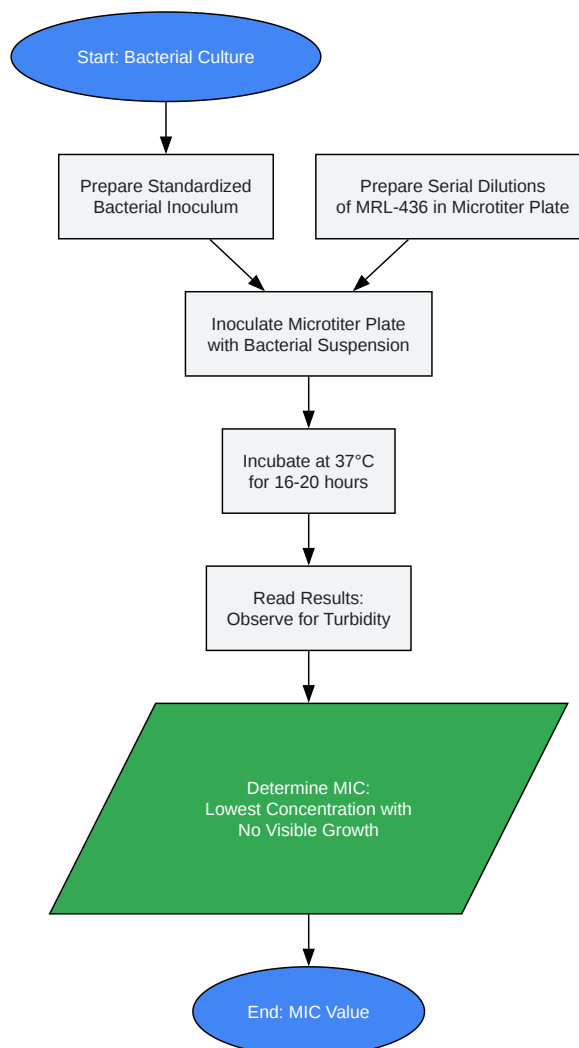 Start: Bacterial Culture
Prepare Standardized
Bacterial Inoculum
Prepare Serial Dilutions
of MRL-436 in Microtiter Plate
Inoculate Microtiter Plate
with Bacterial Suspension
Incubate at 37°C
for 16-20 hours
Read Results:
Observe for Turbidity
Determine MIC:
Lowest Concentration with
No Visible Growth
End: MIC Value